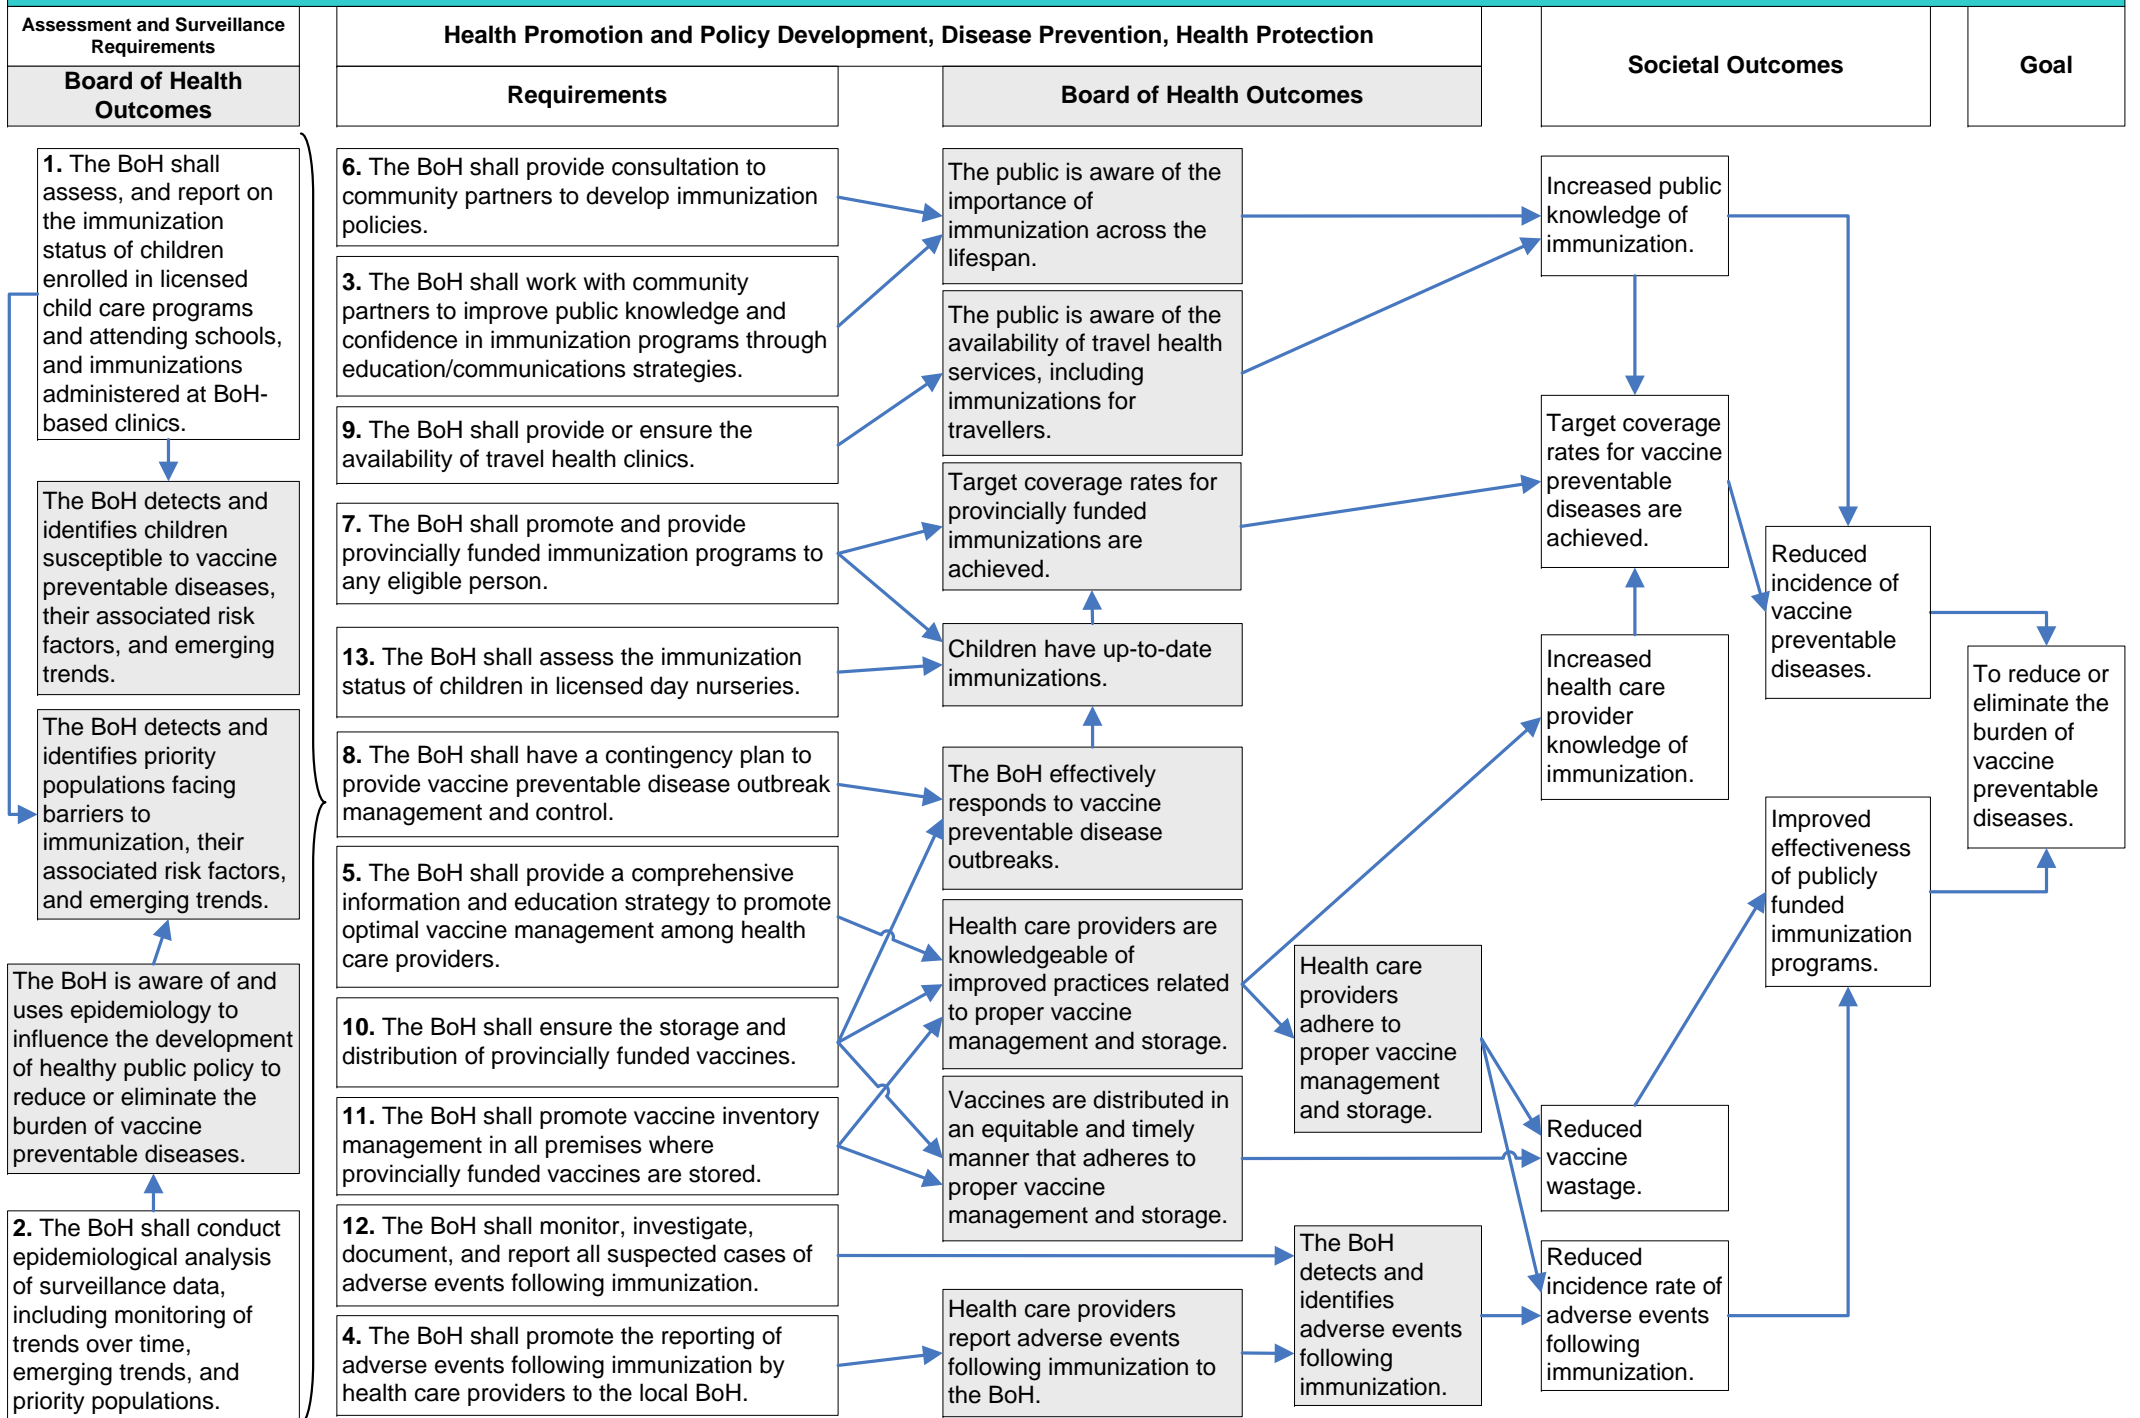 Assessment and Surveillance
Requirements
Board of Health
Outcomes
Health Promotion and Policy Development, Disease Prevention, Health Protection
Requirements
Board of Health Outcomes
Societal Outcomes
Goal
1. The BoH shall
assess, and report on
the immunization
status of children
enrolled in licensed
child care programs
and attending schools,
and immunizations
administered at BoH-
based clinics.
The BoH detects and
identifies children
susceptible to vaccine
preventable diseases,
their associated risk
factors, and emerging
trends.
The BoH detects and
identifies priority
populations facing
barriers to
immunization, their
associated risk factors,
and emerging trends.
The BoH is aware of and
uses epidemiology to
influence the development
of healthy public policy to
reduce or eliminate the
burden of vaccine
preventable diseases.
2. The BoH shall conduct
epidemiological analysis
of surveillance data,
including monitoring of
trends over time,
emerging trends, and
priority populations.
6. The BoH shall provide consultation to
community partners to develop immunization
policies.
3. The BoH shall work with community
partners to improve public knowledge and
confidence in immunization programs through
education/communications strategies.
9. The BoH shall provide or ensure the
availability of travel health clinics.
7. The BoH shall promote and provide
provincially funded immunization programs to
any eligible person.
13. The BoH shall assess the immunization
status of children in licensed day nurseries.
8. The BoH shall have a contingency plan to
provide vaccine preventable disease outbreak
management and control.
5. The BoH shall provide a comprehensive
information and education strategy to promote
optimal vaccine management among health
care providers.
10. The BoH shall ensure the storage and
distribution of provincially funded vaccines.
11. The BoH shall promote vaccine inventory
management in all premises where
provincially funded vaccines are stored.
12. The BoH shall monitor, investigate,
document, and report all suspected cases of
adverse events following immunization.
4. The BoH shall promote the reporting of
adverse events following immunization by
health care providers to the local BoH.
The public is aware of the
importance of
immunization across the
lifespan.
The public is aware of the
availability of travel health
services, including
immunizations for
travellers.
Target coverage rates for
provincially funded
immunizations are
achieved.
Children have up-to-date
immunizations.
The BoH effectively
responds to vaccine
preventable disease
outbreaks.
Health care providers are
knowledgeable of
improved practices related
to proper vaccine
management and storage.
Vaccines are distributed in
an equitable and timely
manner that adheres to
proper vaccine
management and storage.
Health care providers
report adverse events
following immunization to
the BoH.
Health care
providers
adhere to
proper vaccine
management
and storage.
The BoH
detects and
identifies
adverse events
following
immunization.
Increased public
knowledge of
immunization.
Target coverage
rates for vaccine
preventable
diseases are
achieved.
Increased
health care
provider
knowledge of
immunization.
Reduced
vaccine
wastage.
Reduced
incidence rate of
adverse events
following
immunization.
Reduced
incidence of
vaccine
preventable
diseases.
Improved
effectiveness
of publicly
funded
immunization
programs.
To reduce or
eliminate the
burden of
vaccine
preventable
diseases.